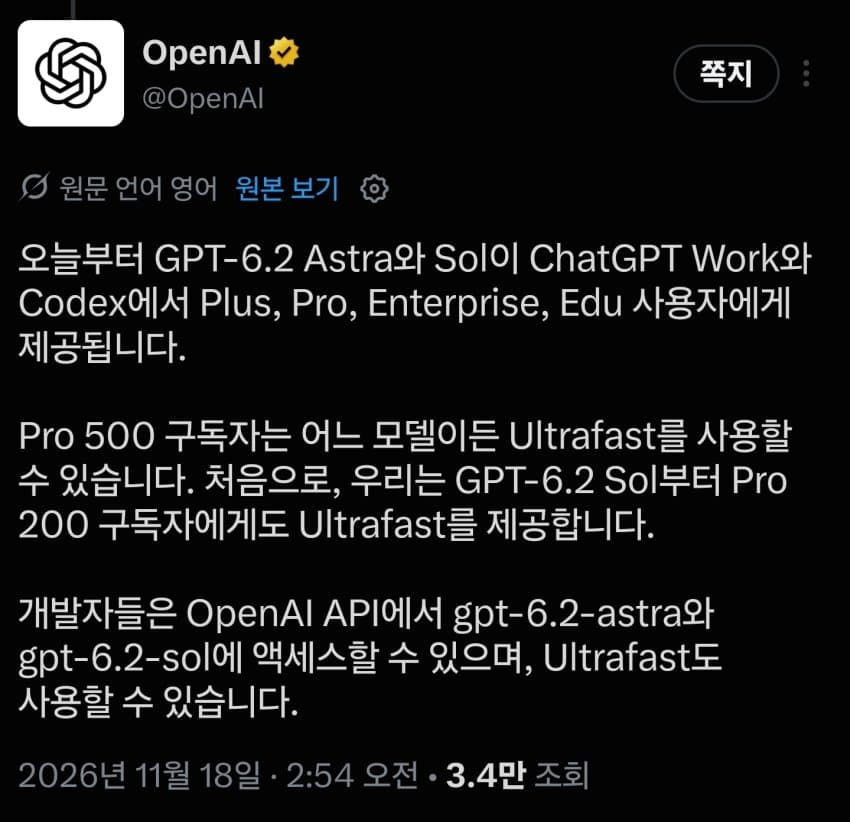 OpenAI
@OpenAI
쪽지
원문 언어 영어 원본 보기
오늘부터 GPT-6.2 Astra와 Sol이 ChatGPT Work와
Codex에서 Plus, Pro, Enterprise, Edu 사용자에게
제공됩니다.
Pro 500 구독자는 어느 모델이든 Ultrafast를 사용할
수 있습니다. 처음으로, 우리는 GPT-6.2 Sol부터 Pro
200 구독자에게도 Ultrafast를 제공합니다.
개발자들은 OpenAI API에서 gpt-6.2-astra와
gpt-6.2-sol에 액세스할 수 있으며, Ultrafast도
사용할 수 있습니다.
2026년 11월 18일 · 2:54 오전 • 3.4만 조회